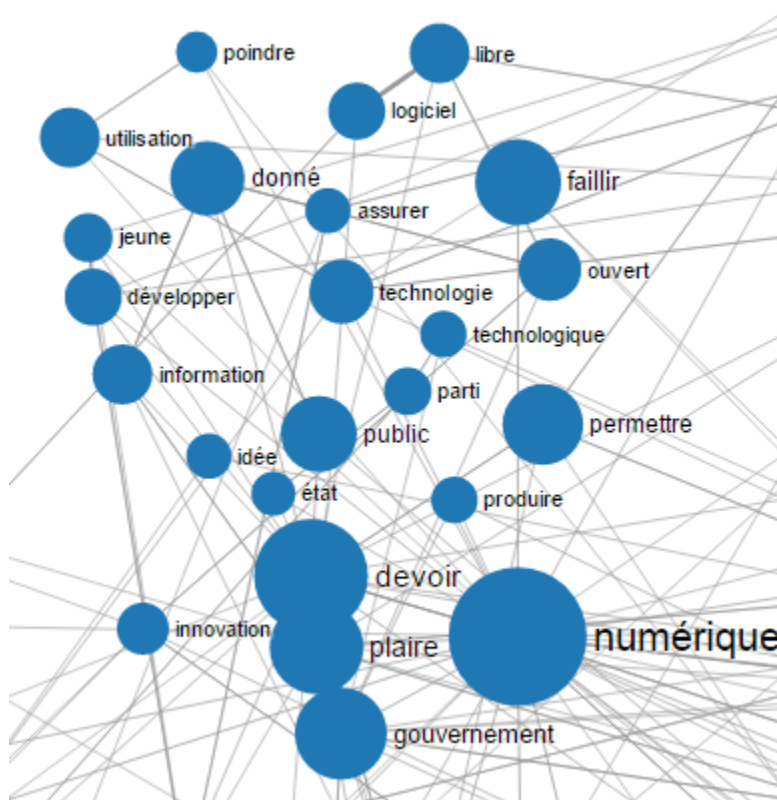 poindre
libre
logiciel
utilisation
donné
faillir
assurer
jeune
ouvert
développer
technologie
technologique
information
parti
permettre
public
idée
état
produire
devoir
innovation
numérique
plaire
gouvernement